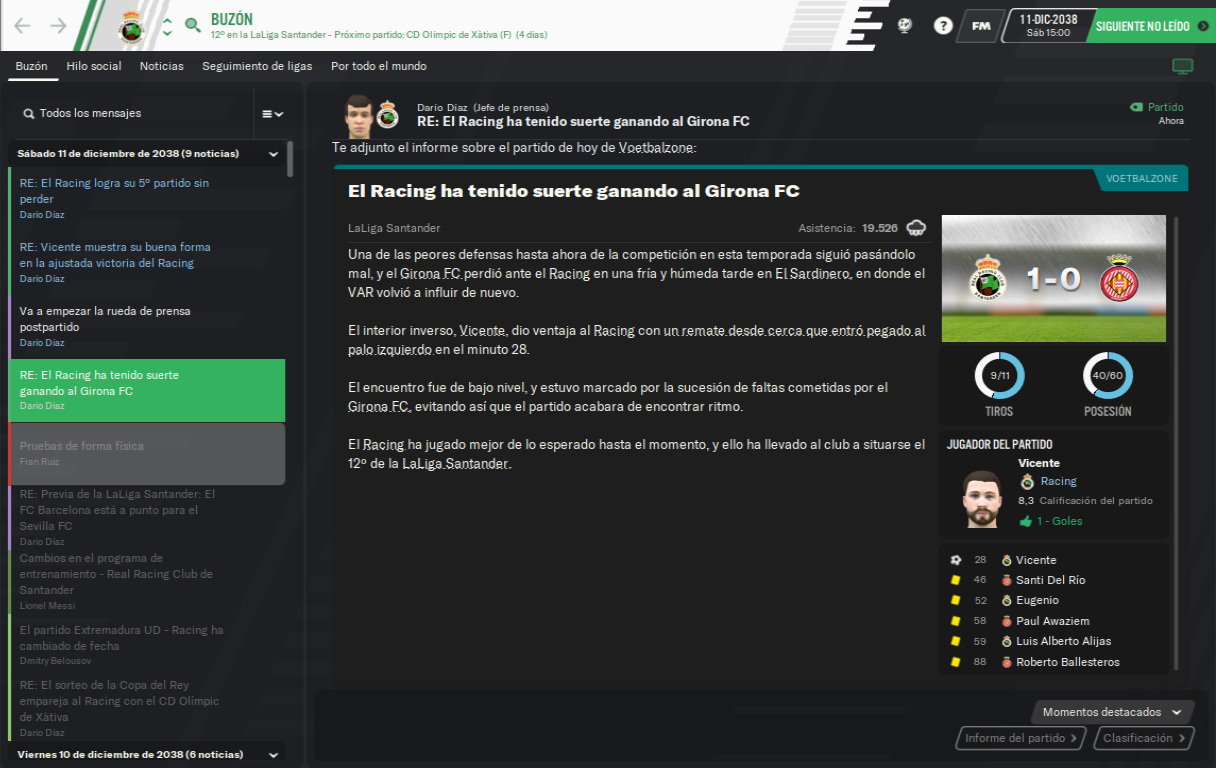 BUZÓN
12º en la LaLiga Santander - Próximo partido: CD Olímpic de Xàtiva (F) (4 días)
?
FM
11-DIC-2038
Sáb 15:00
SIGUIENTE NO LEÍDO
Buzón Hilo social Noticias Seguimiento de ligas Por todo el mundo
Todos los mensajes
Sábado 11 de diciembre de 2038 (9 noticias)
RE: El Racing logra su 5º partido sin
perder
Darío Díaz
RE: Vicente muestra su buena forma
en la ajustada victoria del Racing
Darío Díaz
Va a empezar la rueda de prensa
postpartido
Darío Díaz
RE: El Racing ha tenido suerte
ganando al Girona FC
Darío Díaz
Pruebas de forma física
Fran Ruiz
RE: Previa de la LaLiga Santander: El
FC Barcelona está a punto para el
Sevilla FC
Darío Díaz
Cambios en el programa de
entrenamiento - Real Racing Club de
Santander
Lionel Messi
El partido Extremadura UD - Racing ha
cambiado de fecha
Dmitry Belousov
RE: El sorteo de la Copa del Rey
empareja al Racing con el CD Olímpic
de Xàtiva
Darío Díaz
Viernes 10 de diciembre de 2038 (6 noticias)
Darío Díaz (Jefe de prensa)
RE: El Racing ha tenido suerte ganando al Girona FC
Partido
Ahora
Te adjunto el informe sobre el partido de hoy de Voetbalzone:
El Racing ha tenido suerte ganando al Girona FC
VOETBALZONE
LaLiga Santander
Asistencia: 19.526
Una de las peores defensas hasta ahora de la competición en esta temporada siguió pasándolo
mal, y el Girona FC perdió ante el Racing en una fría y húmeda tarde en El Sardinero, en donde el
VAR volvió a influir de nuevo.
El interior inverso, Vicente, dio ventaja al Racing con un remate desde cerca que entró pegado al
palo izquierdo en el minuto 28.
El encuentro fue de bajo nivel, y estuvo marcado por la sucesión de faltas cometidas por el
Girona FC, evitando así que el partido acabara de encontrar ritmo.
El Racing ha jugado mejor de lo esperado hasta el momento, y ello ha llevado al club a situarse el
12º de la LaLiga Santander.
1-0
9/11
TIROS
40/60
POSESIÓN
JUGADOR DEL PARTIDO
Vicente
Racing
8,3 Calificación del partido
1 - Goles
28 Vicente
46 Santi Del Río
52 Eugenio
58 Paul Awaziem
59 Luis Alberto Alijas
88 Roberto Ballesteros
Momentos destacados
Informe del partido
Clasificación